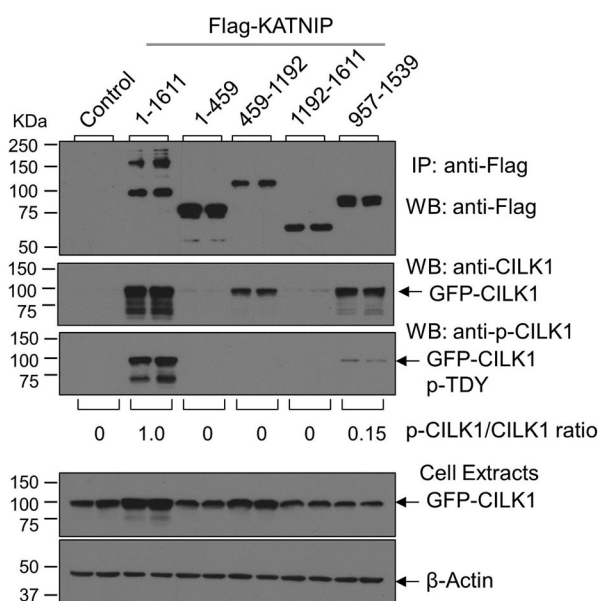 Flag-KATNIP
KDa
Control
1-1611
1-459
459-1192
1192-1611
957-1539
250
150
100
75
50
IP: anti-Flag
WB: anti-Flag
150
100
75
WB: anti-CILK1
GFP-CILK1
150
100
75
WB: anti-p-CILK1
GFP-CILK1
p-TDY
0 1.0 0 0 0 0.15 p-CILK1/CILK1 ratio
Cell Extracts
150
100
75
GFP-CILK1
50
37
β-Actin